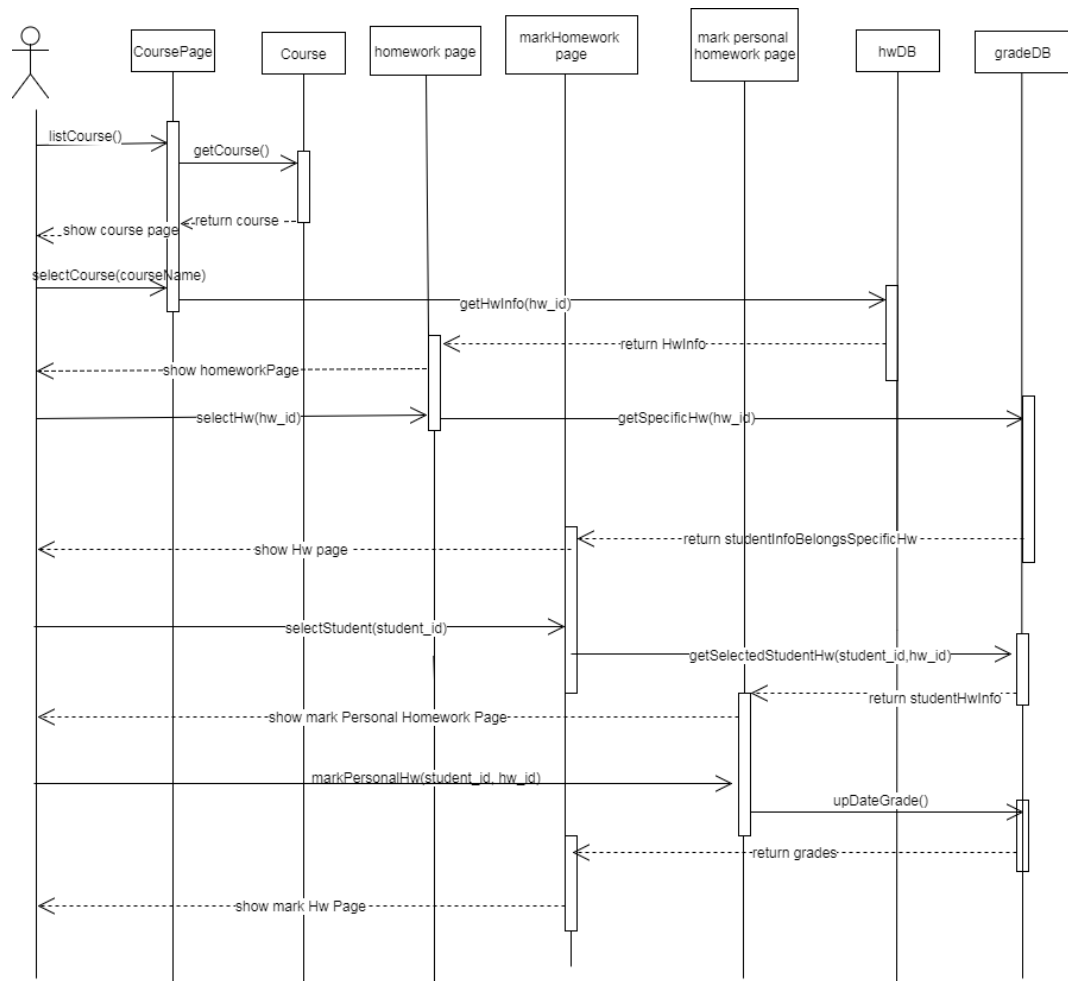 CoursePage
Course
homework page
markHomework
page
mark personal
homework page
hwDB
gradeDB
listCourse()
getCourse()
return course
show course page
selectCourse(courseName)
getHwInfo(hw_id)
return HwInfo
show homeworkPage
selectHw(hw_id)
getSpecificHw(hw_id)
return studentInfoBelongsSpecificHw
show Hw page
selectStudent(student_id)
getSelectedStudentHw(student_id,hw_id)
return studentHwInfo
show mark Personal Homework Page
markPersonalHw(student_id, hw_id)
upDateGrade()
return grades
show mark Hw Page